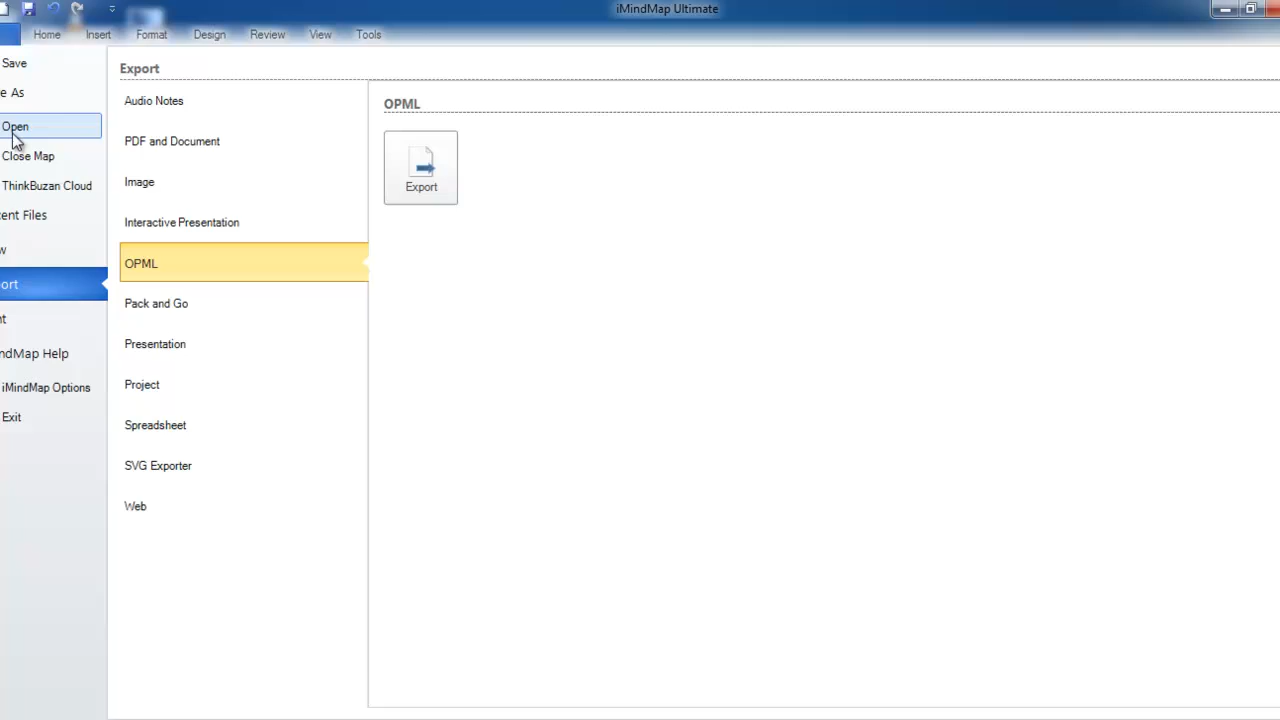 iMindMap Ultimate
Home Insert Format Design Review View Tools
Save
e As
Open
Close Map
ThinkBuzan Cloud
ent Files
w
ort
nt
ndMap Help
iMindMap Options
Exit
Export
Audio Notes
PDF and Document
Image
Interactive Presentation
OPML
Pack and Go
Presentation
Project
Spreadsheet
SVG Exporter
Web
OPML
Export